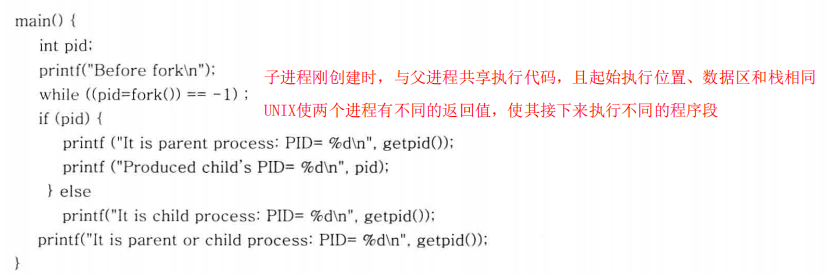 main() {
int pid;
printf("Before fork\n");
子进程刚创建时，与父进程共享执行代码，且起始执行位置、数据区和栈相同
while ((pid=fork()) == -1) ;
UNIX使两个进程有不同的返回值，使其接下来执行不同的程序段
if (pid) {
printf ("It is parent process: PID= %d\n", getpid());
printf ("Produced child's PID= %d\n", pid);
} else
printf("It is child process: PID= %d\n", getpid());
printf("It is parent or child process: PID= %d\n", getpid());
}